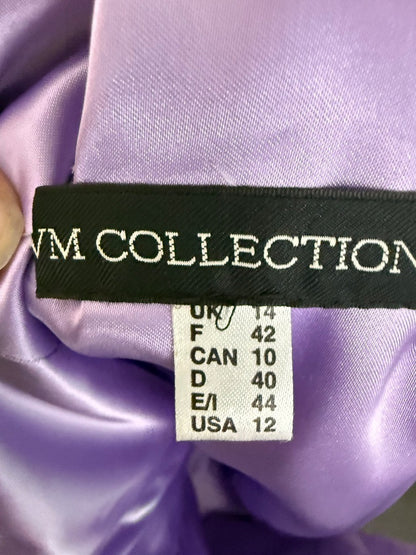 VM COLLECTION
UK 14
F 42
CAN 10
D 40
E/I 44
USA 12